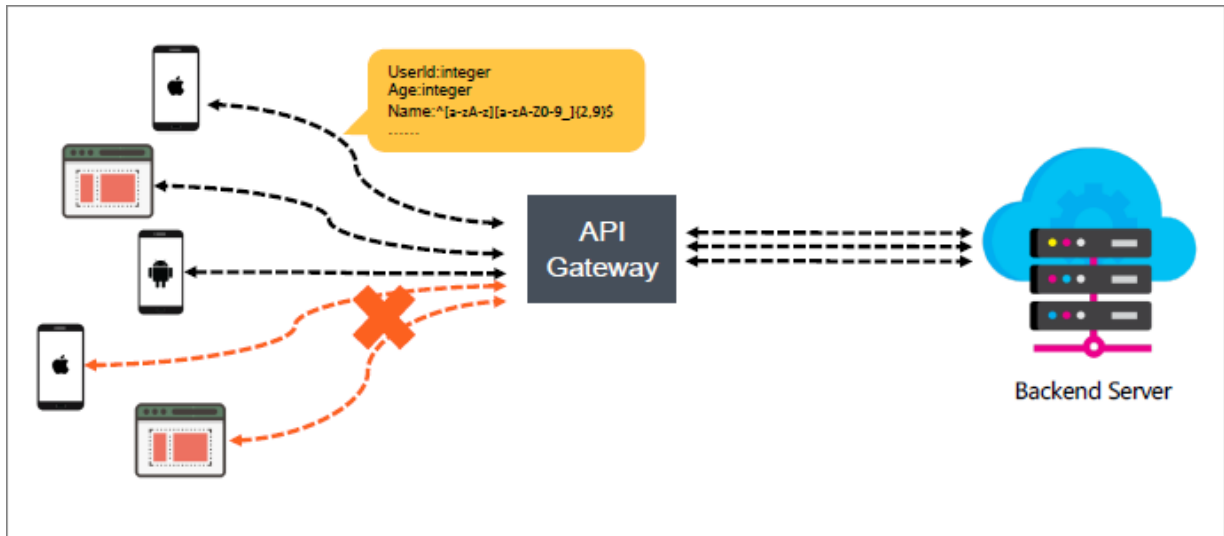 UserId:integer
Age:integer
Name:^[a-zA-z][a-zA-Z0-9_]{2,9}$
......
API
Gateway
Backend Server